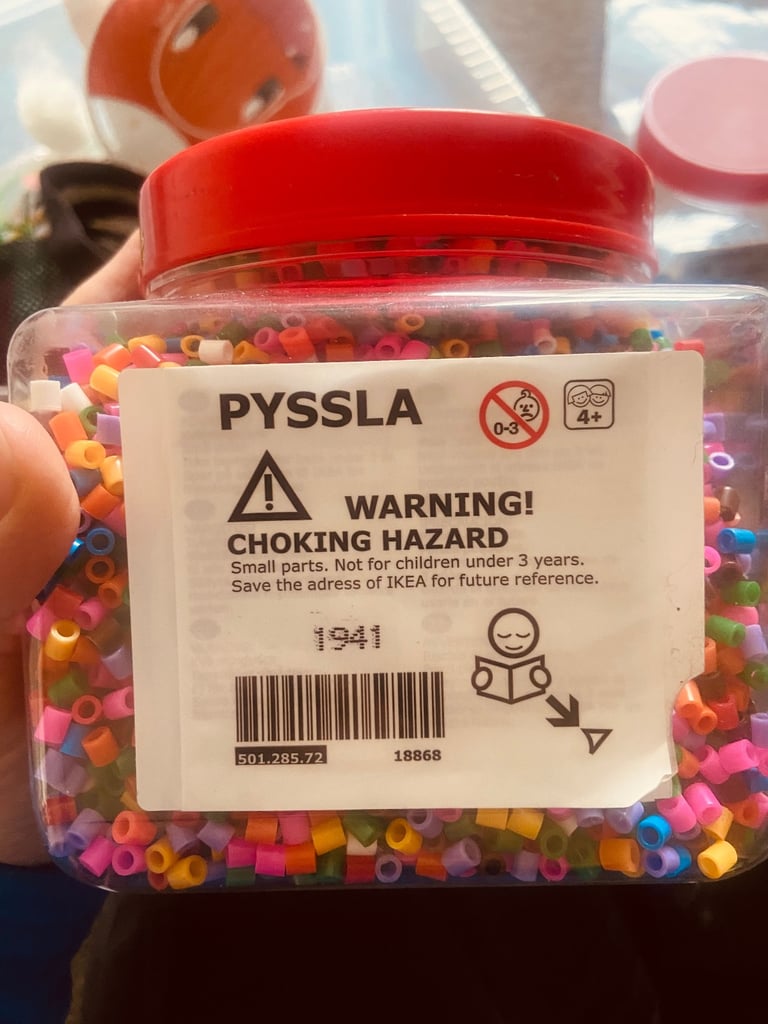 PYSSLA
0-3
4+
WARNING!
CHOKING HAZARD
Small parts. Not for children under 3 years.
Save the adress of IKEA for future reference.
1941
501.285.72
18868